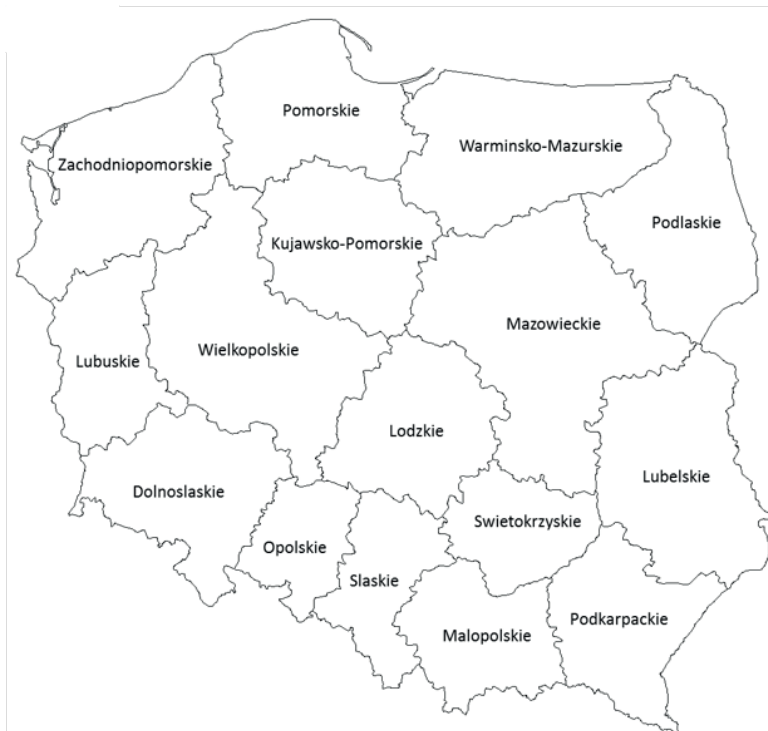 Pomorskie
Warminsko-Mazurskie
Zachodniopomorskie
Podlaskie
Kujawsko-Pomorskie
Mazowieckie
Wielkopolskie
Lubuskie
Lodzkie
Lubelskie
Dolnoslaskie
Swietokrzyskie
Opolskie
Slaskie
Podkarpackie
Malopolskie